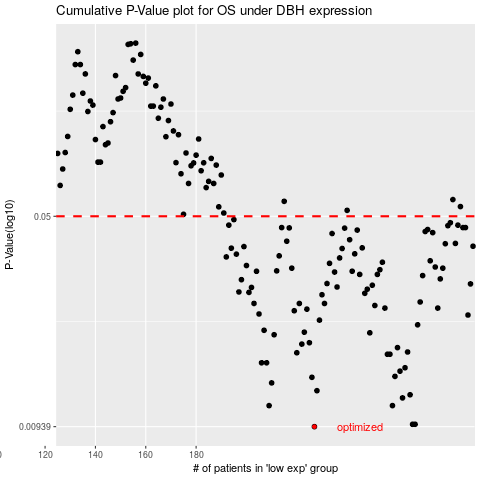 Cumulative P-Value plot for OS under DBH expression
P-Value(log10)
0.05
0.00939
optimized
0 120 140 160 180
# of patients in 'low exp' group